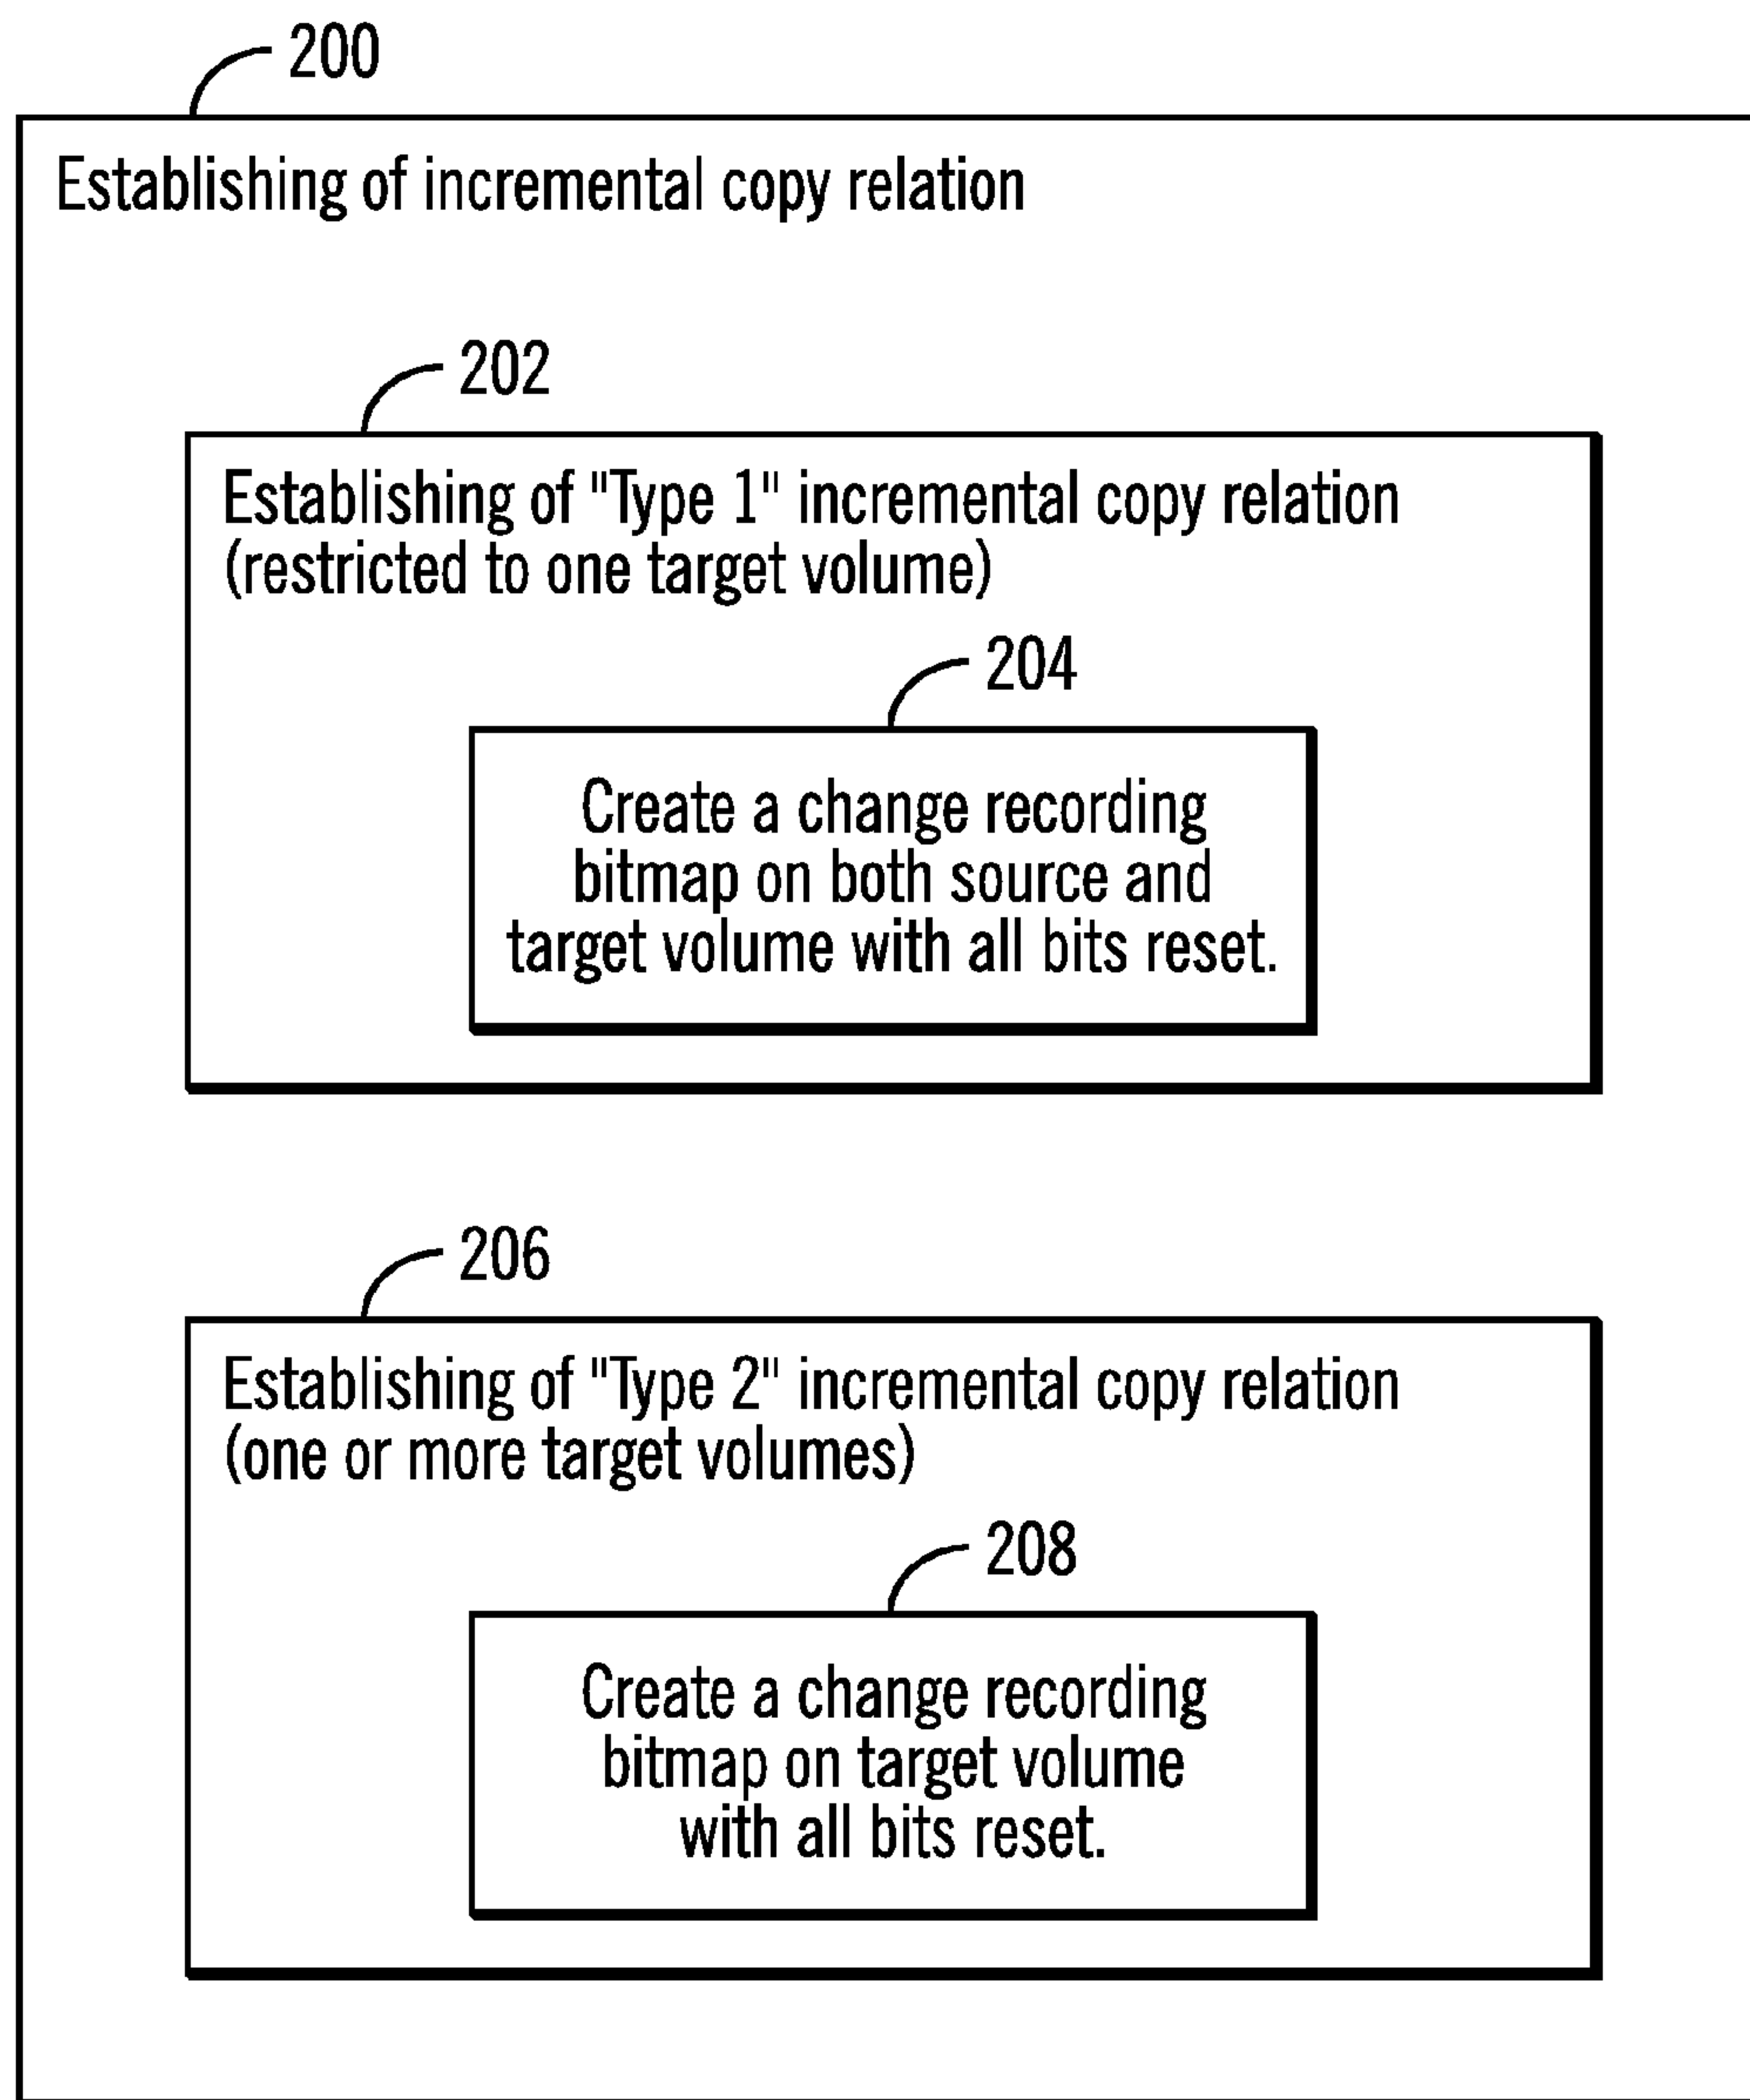 200
Establishing of incremental copy relation
202
Establishing of "Type 1" incremental copy relation
(restricted to one target volume)
204
Create a change recording
bitmap on both source and
target volume with all bits reset.
206
Establishing of "Type 2" incremental copy relation
(one or more target volumes)
208
Create a change recording
bitmap on target volume
with all bits reset.